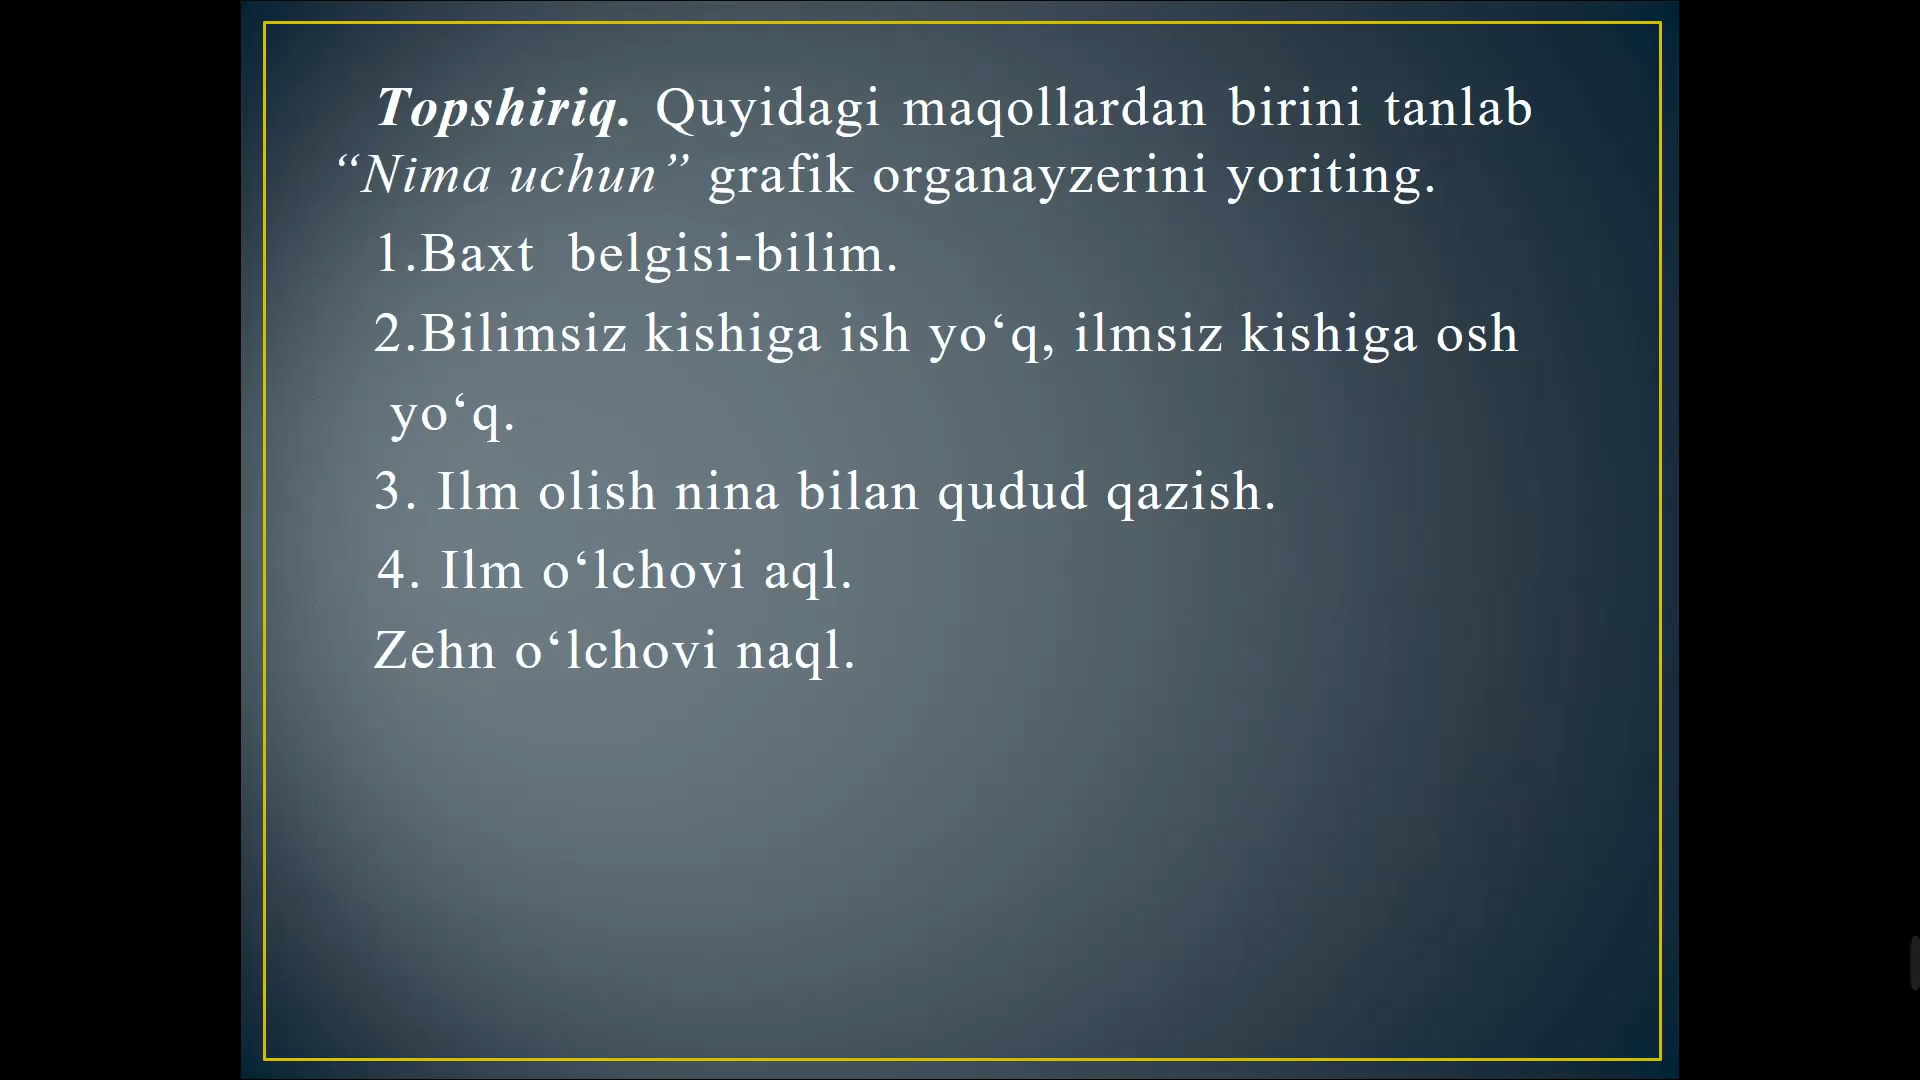 Topshiriq. Quyidagi maqollardan birini tanlab
“Nima uchun” grafik organayzerini yoriting.
1.Baxt belgisi-bilim.
2.Bilimsiz kishiga ish yo‘q, ilmsiz kishiga osh
yo‘q.
3. Ilm olish nina bilan qudud qazish.
4. Ilm o‘lchovi aql.
Zehn o‘lchovi naql.